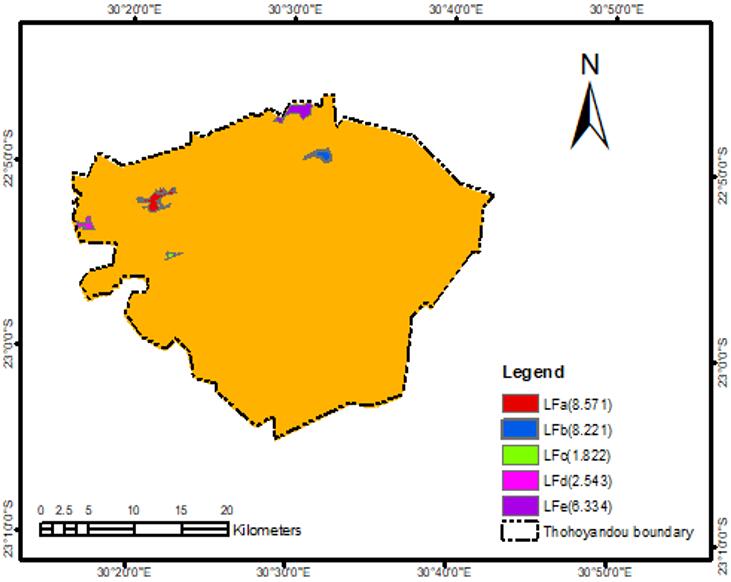 30°20'0"E 30°30'0"E 30°40'0"E 30°50'0"E
N
22°50'0"S 22°50'0"S
23°0'0"S 23°0'0"S
Legend
LFa(8.571)
LFb(8.221)
LFc(1.822)
LFd(2.543)
LFe(6.334)
Thohoyandou boundary
0 2.5 5 10 15 20
Kilometers
23°10'0"S 23°10'0"S
30°20'0"E 30°30'0"E 30°40'0"E 30°50'0"E